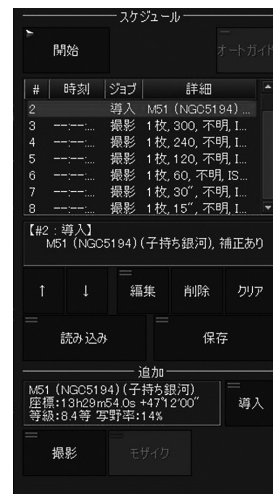 スケジュール
開始
オートガイド
# 時刻 ジョブ 詳細
2 導入 M51 (NGC5194)...
3 --:--:... 撮影 1枚, 300, 不明, I...
4 --:--:... 撮影 1枚, 240, 不明, I...
5 --:--:... 撮影 1枚, 120, 不明, I...
6 --:--:... 撮影 1枚, 60, 不明, IS...
7 --:--:... 撮影 1枚, 30", 不明, I...
8 --:--:... 撮影 1枚, 15", 不明, I...
【#2 : 導入】
M51 (NGC5194) (子持ち銀河), 補正あり
↑ ↓ 編集 削除 クリア
読み込み 保存
追加
M51 (NGC5194) (子持ち銀河)
座標:13h29m54.0s +47°12'00"
等級:8.4等 写野率:14%
導入
撮影 モザイク